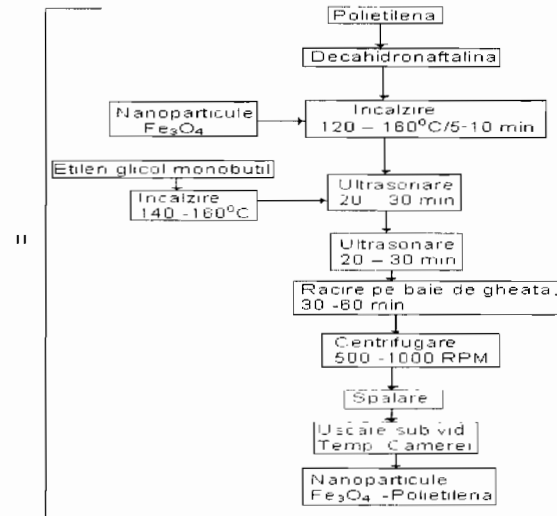 Polietilena
Decahidronaftalina
Nanoparticule
Fe₃O₄
Incalzire
120 – 160⁰C/5-10 min
Etilen glicol monobutil
Incalzire
140 -160⁰C
Ultrasonare
20 30 min
II
Ultrasonare
20 – 30 min
Racire pe baie de gheata,
30 -60 min
Centrifugare
500 -1000 RPM
Spalare
Uscare sub vid
Temp Camerei
Nanoparticule
Fe₃O₄ -Polietilena